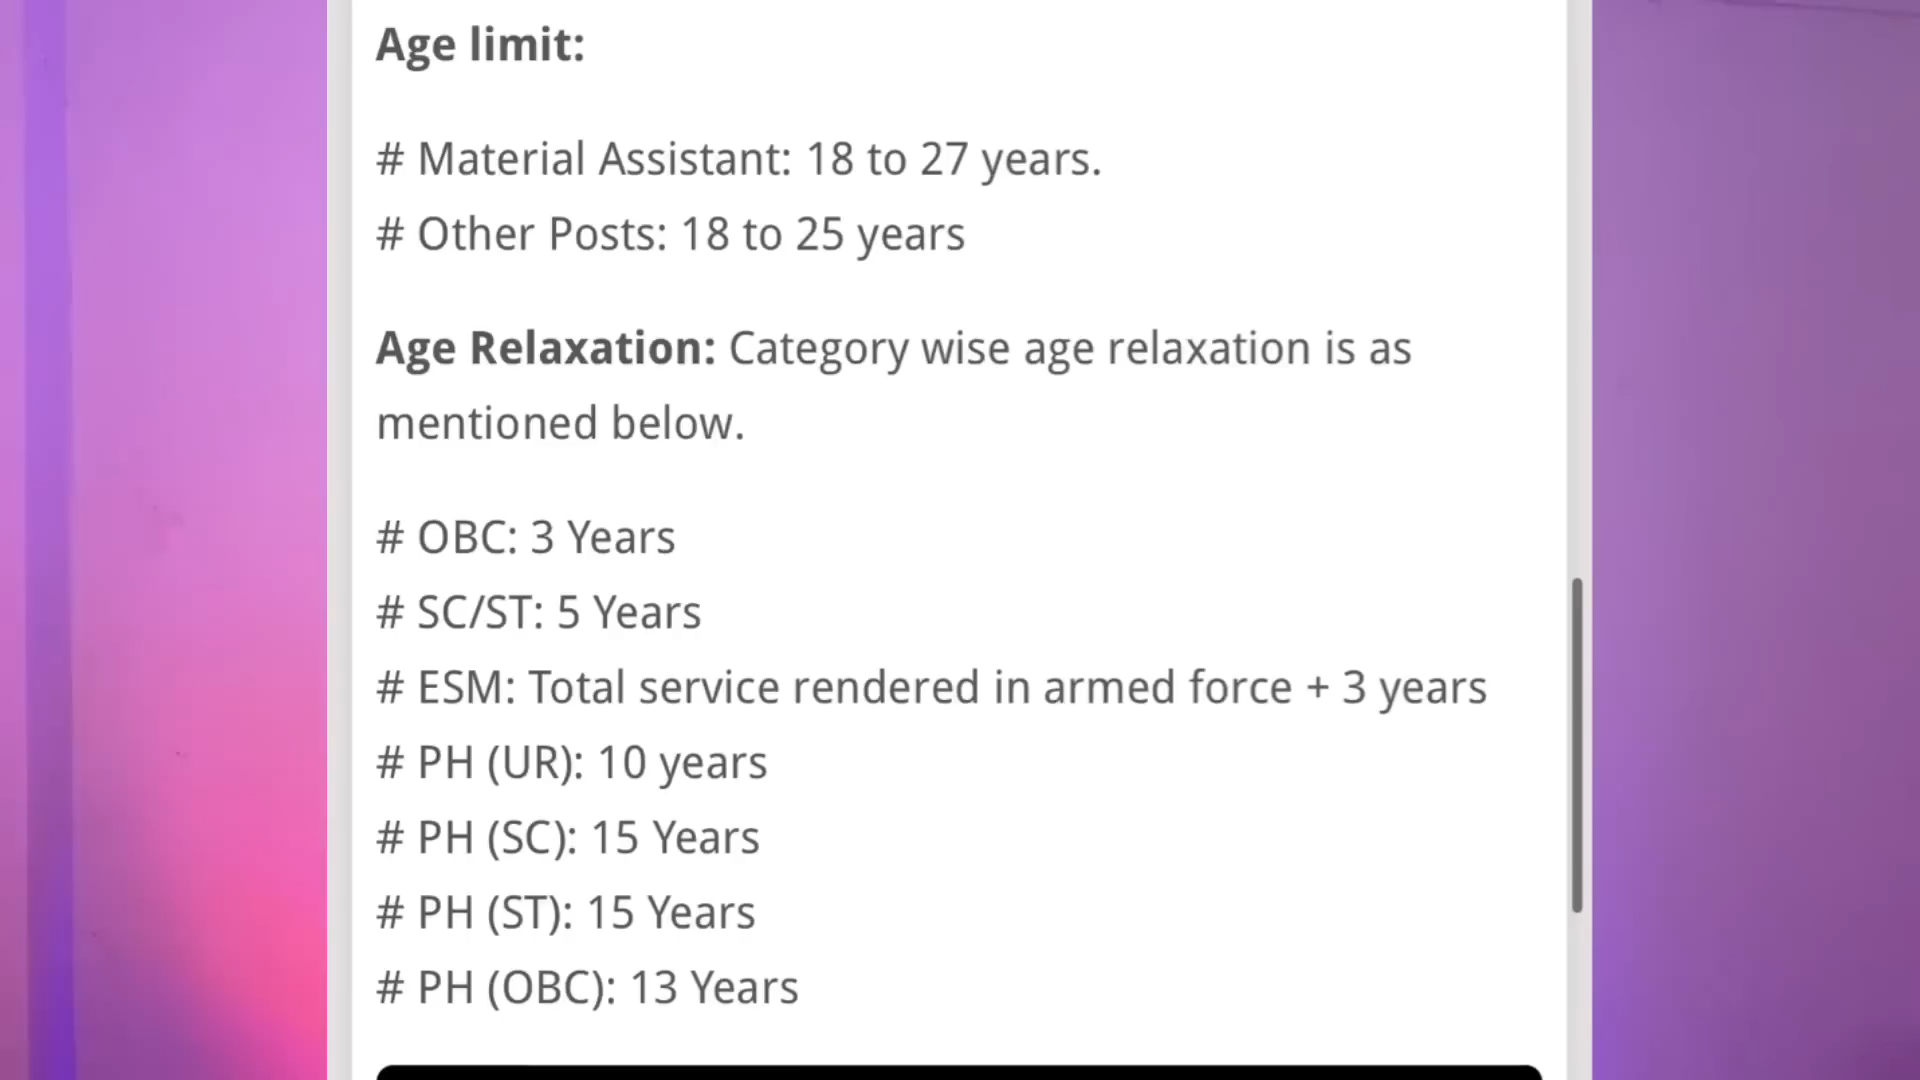 Age limit:
# Material Assistant: 18 to 27 years.
# Other Posts: 18 to 25 years
Age Relaxation: Category wise age relaxation is as
mentioned below.
# OBC: 3 Years
# SC/ST: 5 Years
# ESM: Total service rendered in armed force + 3 years
# PH (UR): 10 years
# PH (SC): 15 Years
# PH (ST): 15 Years
# PH (OBC): 13 Years